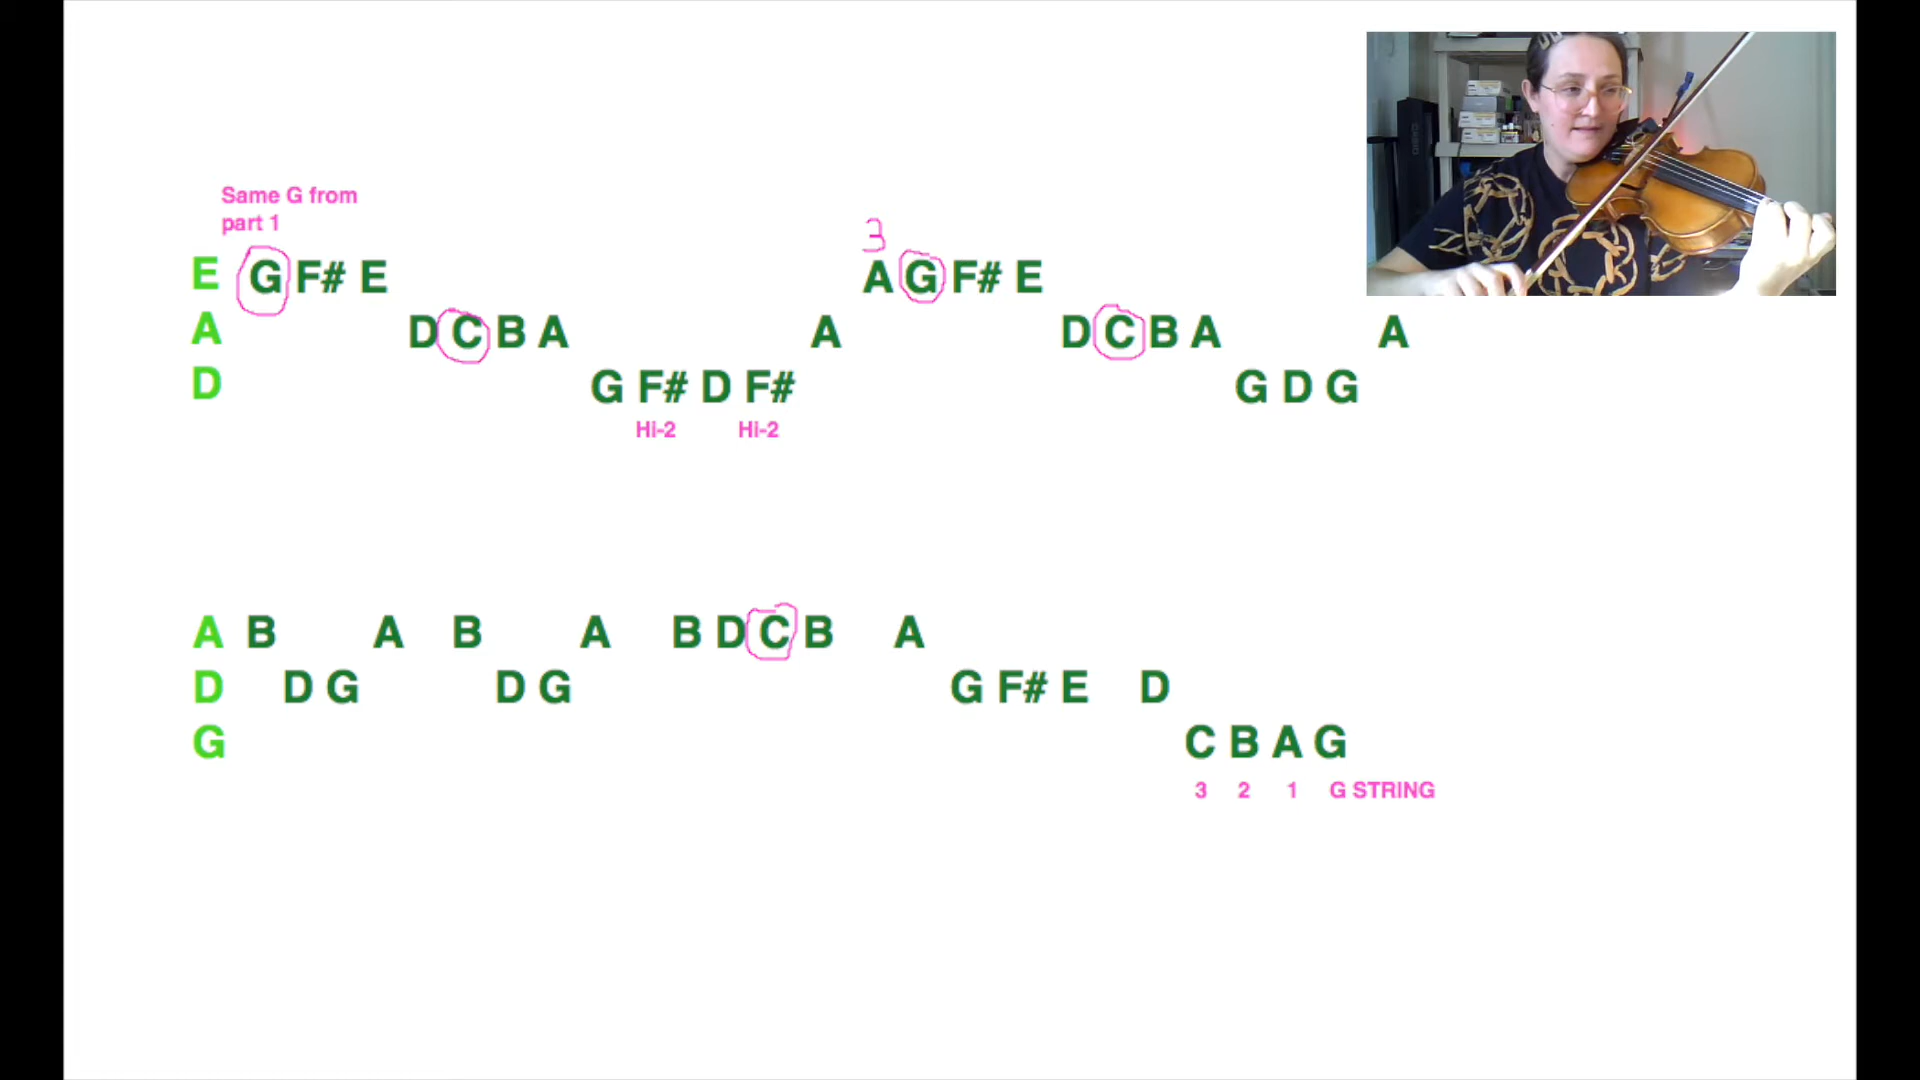 Same G from
part 1
3
E G F# E A G F# E
A D C B A A D C B A A
D G F# D F# G D G
Hi-2 Hi-2
A B A B A B D C B A
D D G D G G F# E D
G C B A G
3 2 1 G STRING